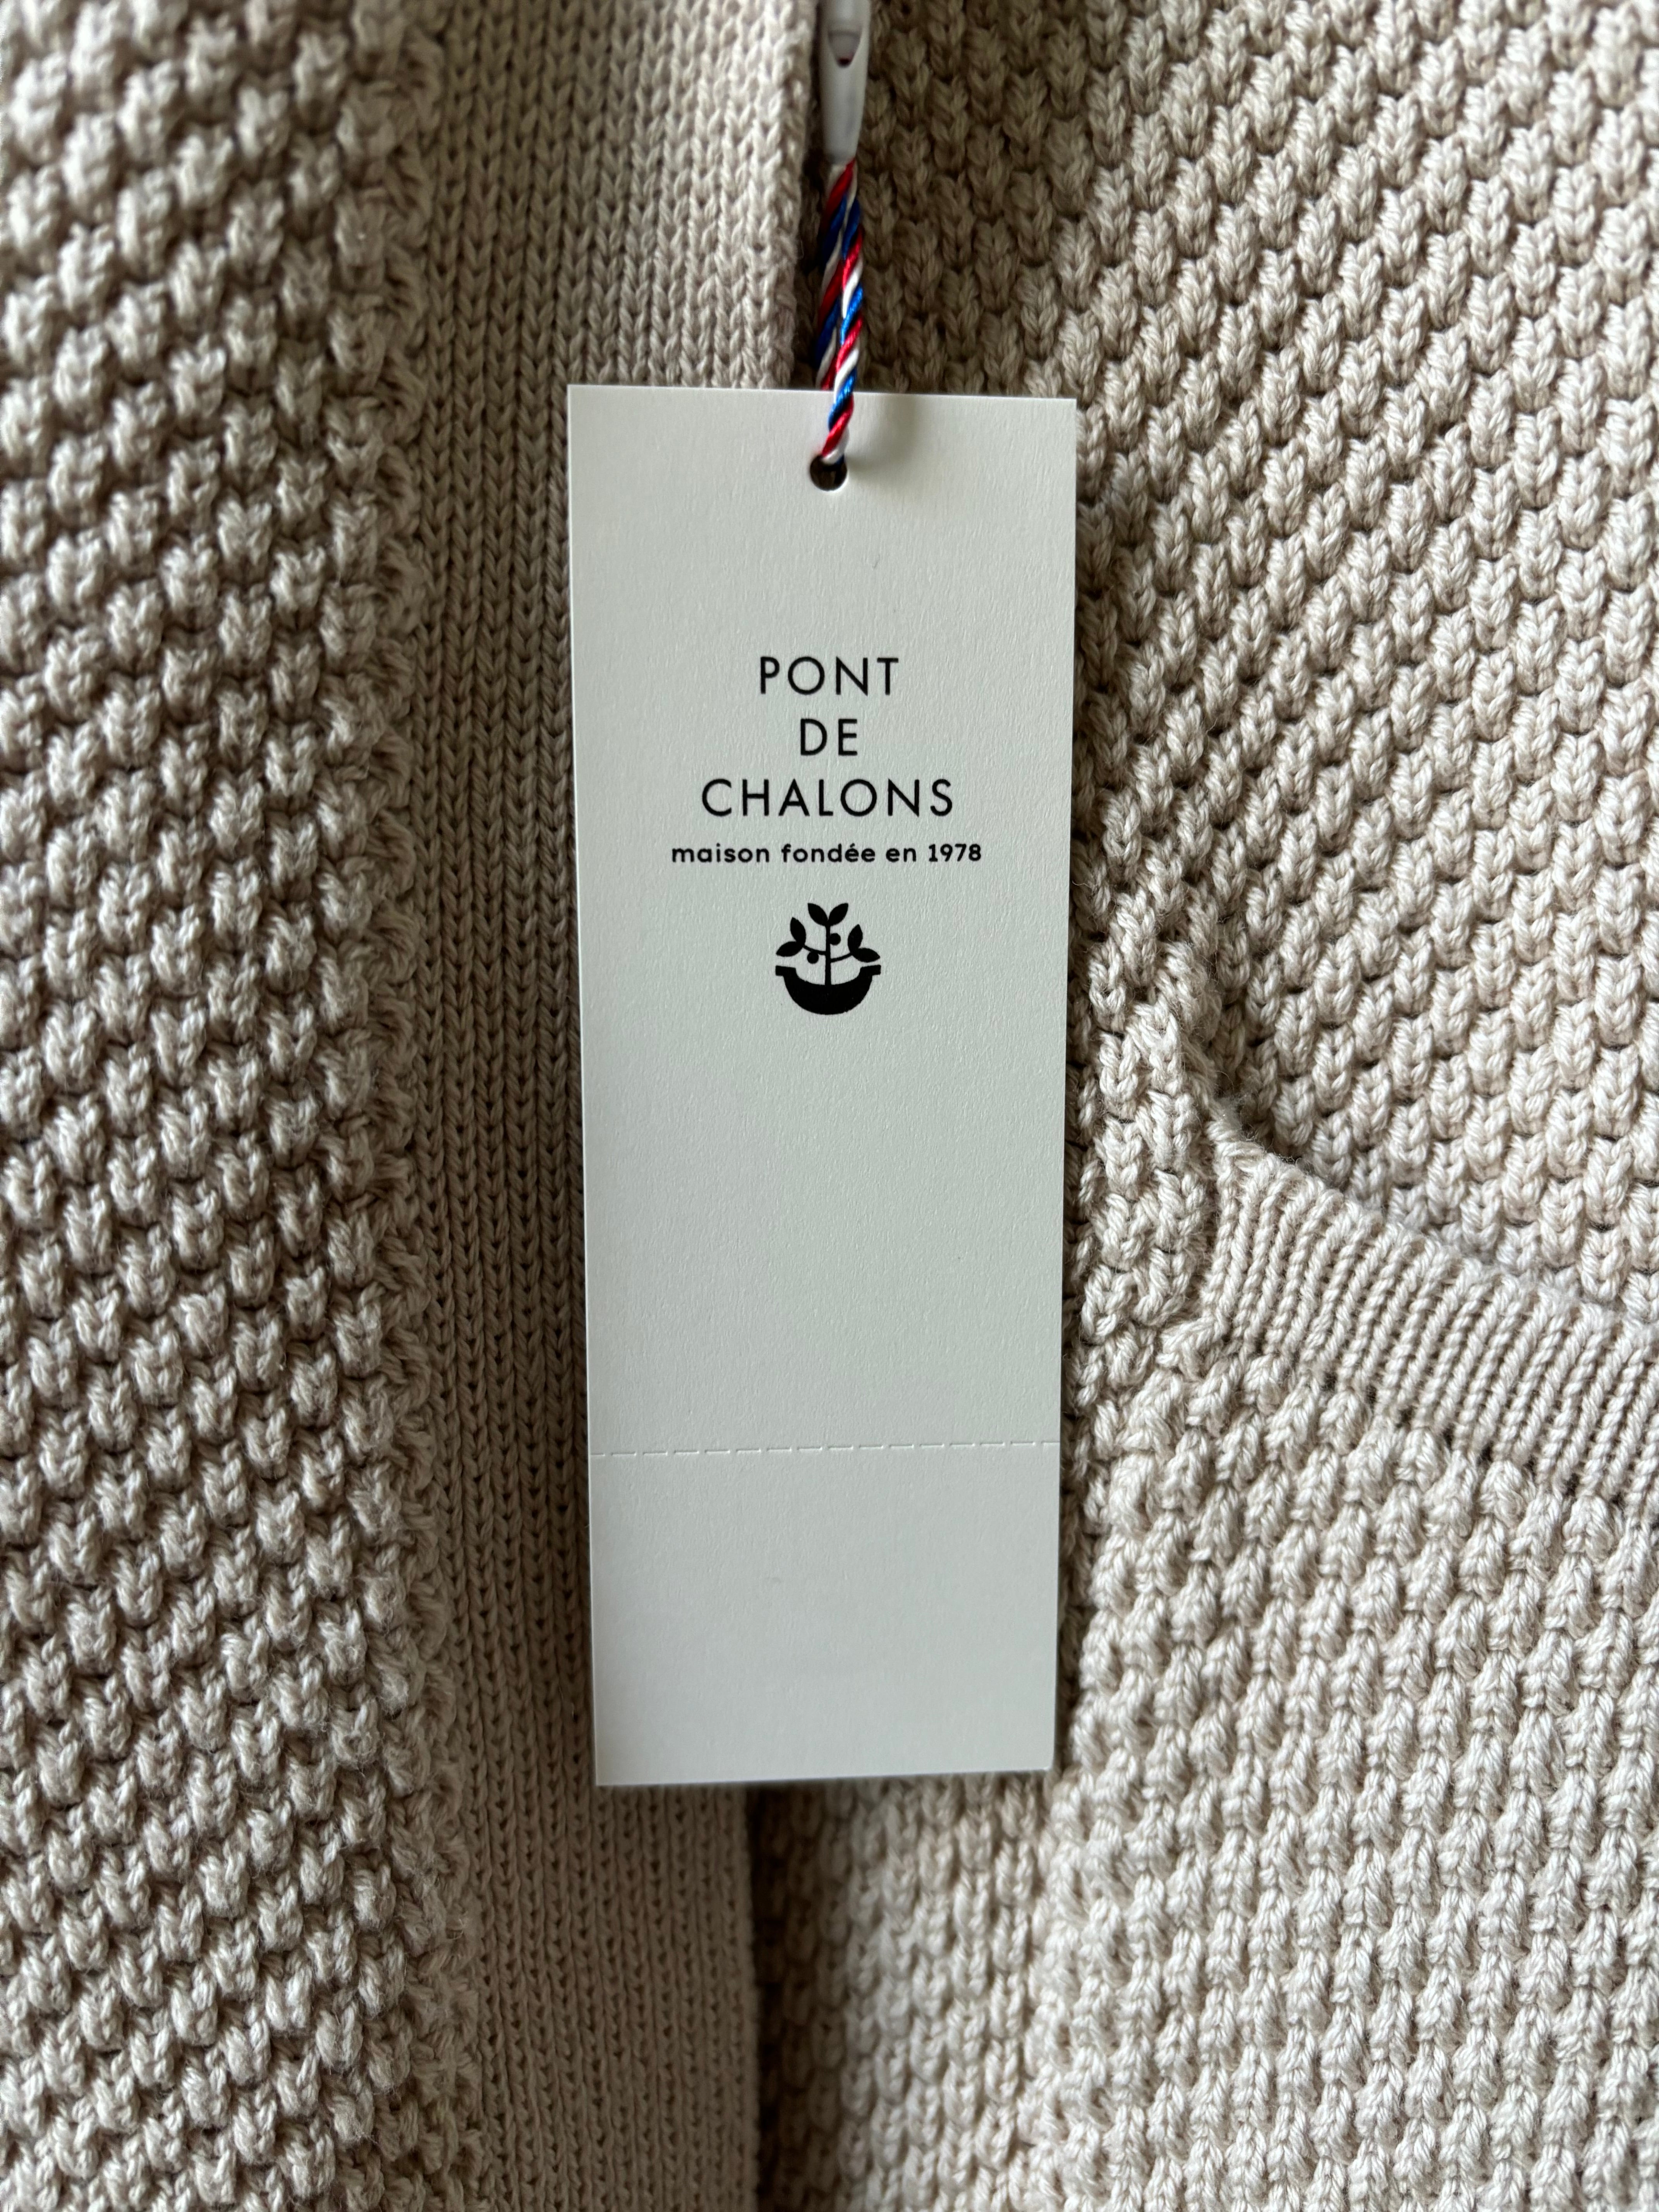 PONT
DE
CHALONS
maison fondée en 1978